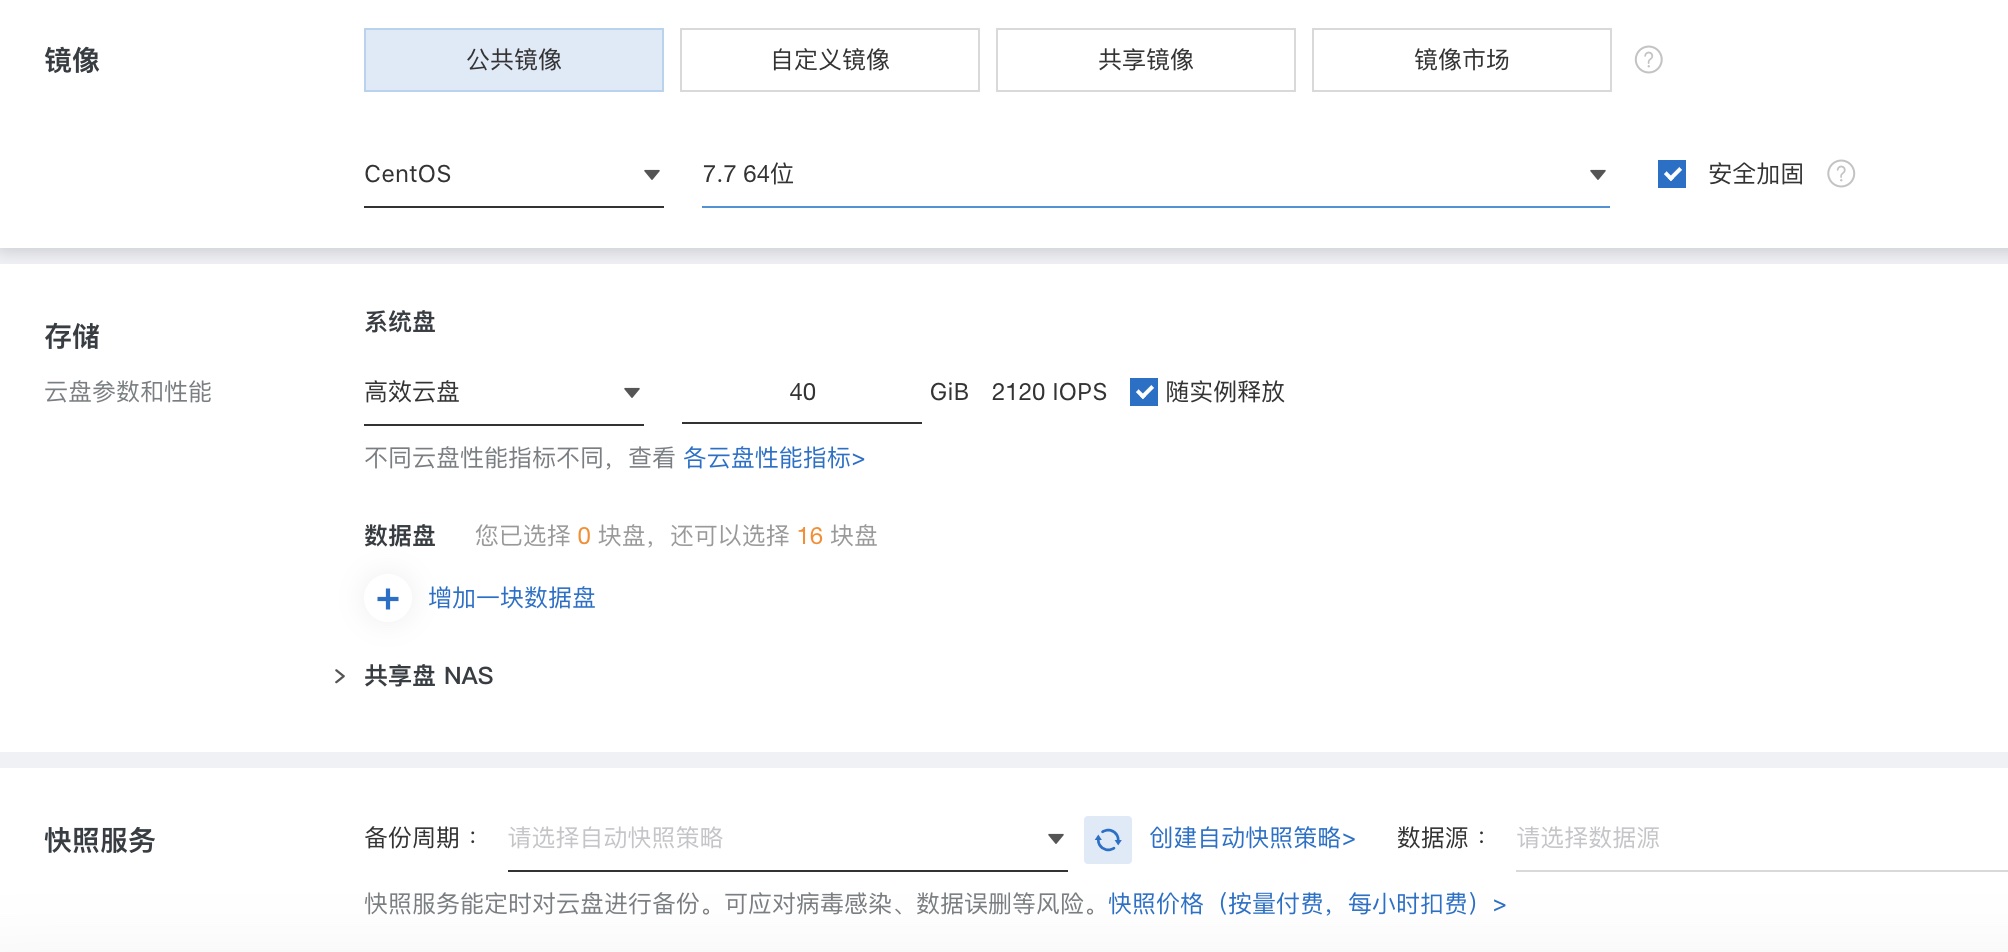 镜像 公共镜像 自定义镜像 共享镜像 镜像市场 ?
CentOS 7.7 64位 安全加固 ?
系统盘
存储
云盘参数和性能 高效云盘 40 GiB 2120 IOPS 随实例释放
不同云盘性能指标不同，查看 各云盘性能指标>
数据盘 您已选择 0 块盘，还可以选择 16 块盘
+ 增加一块数据盘
> 共享盘 NAS
快照服务 备份周期： 请选择自动快照策略 创建自动快照策略> 数据源： 请选择数据源
快照服务能定时对云盘进行备份。可应对病毒感染、数据误删等风险。快照价格（按量付费，每小时扣费）>